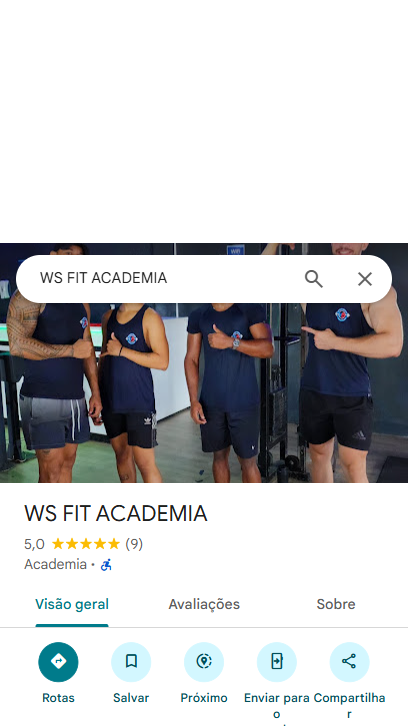 WS FIT ACADEMIA
WS FIT ACADEMIA
5,0 ★★★★★ (9)
Academia ·
Visão geral Avaliações Sobre
Rotas Salvar Próximo Enviar para o Compartilhar